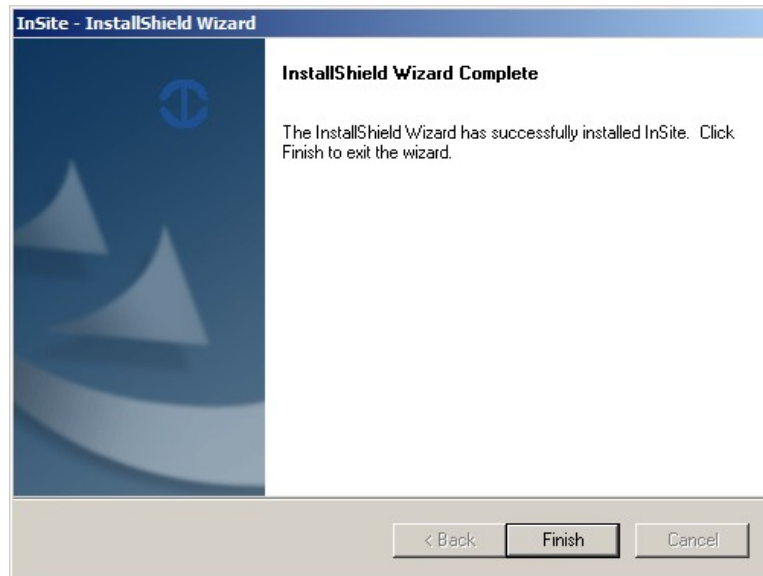 InSite - InstallShield Wizard
InstallShield Wizard Complete
The InstallShield Wizard has successfully installed InSite. Click
Finish to exit the wizard.
< Back
Finish
Cancel